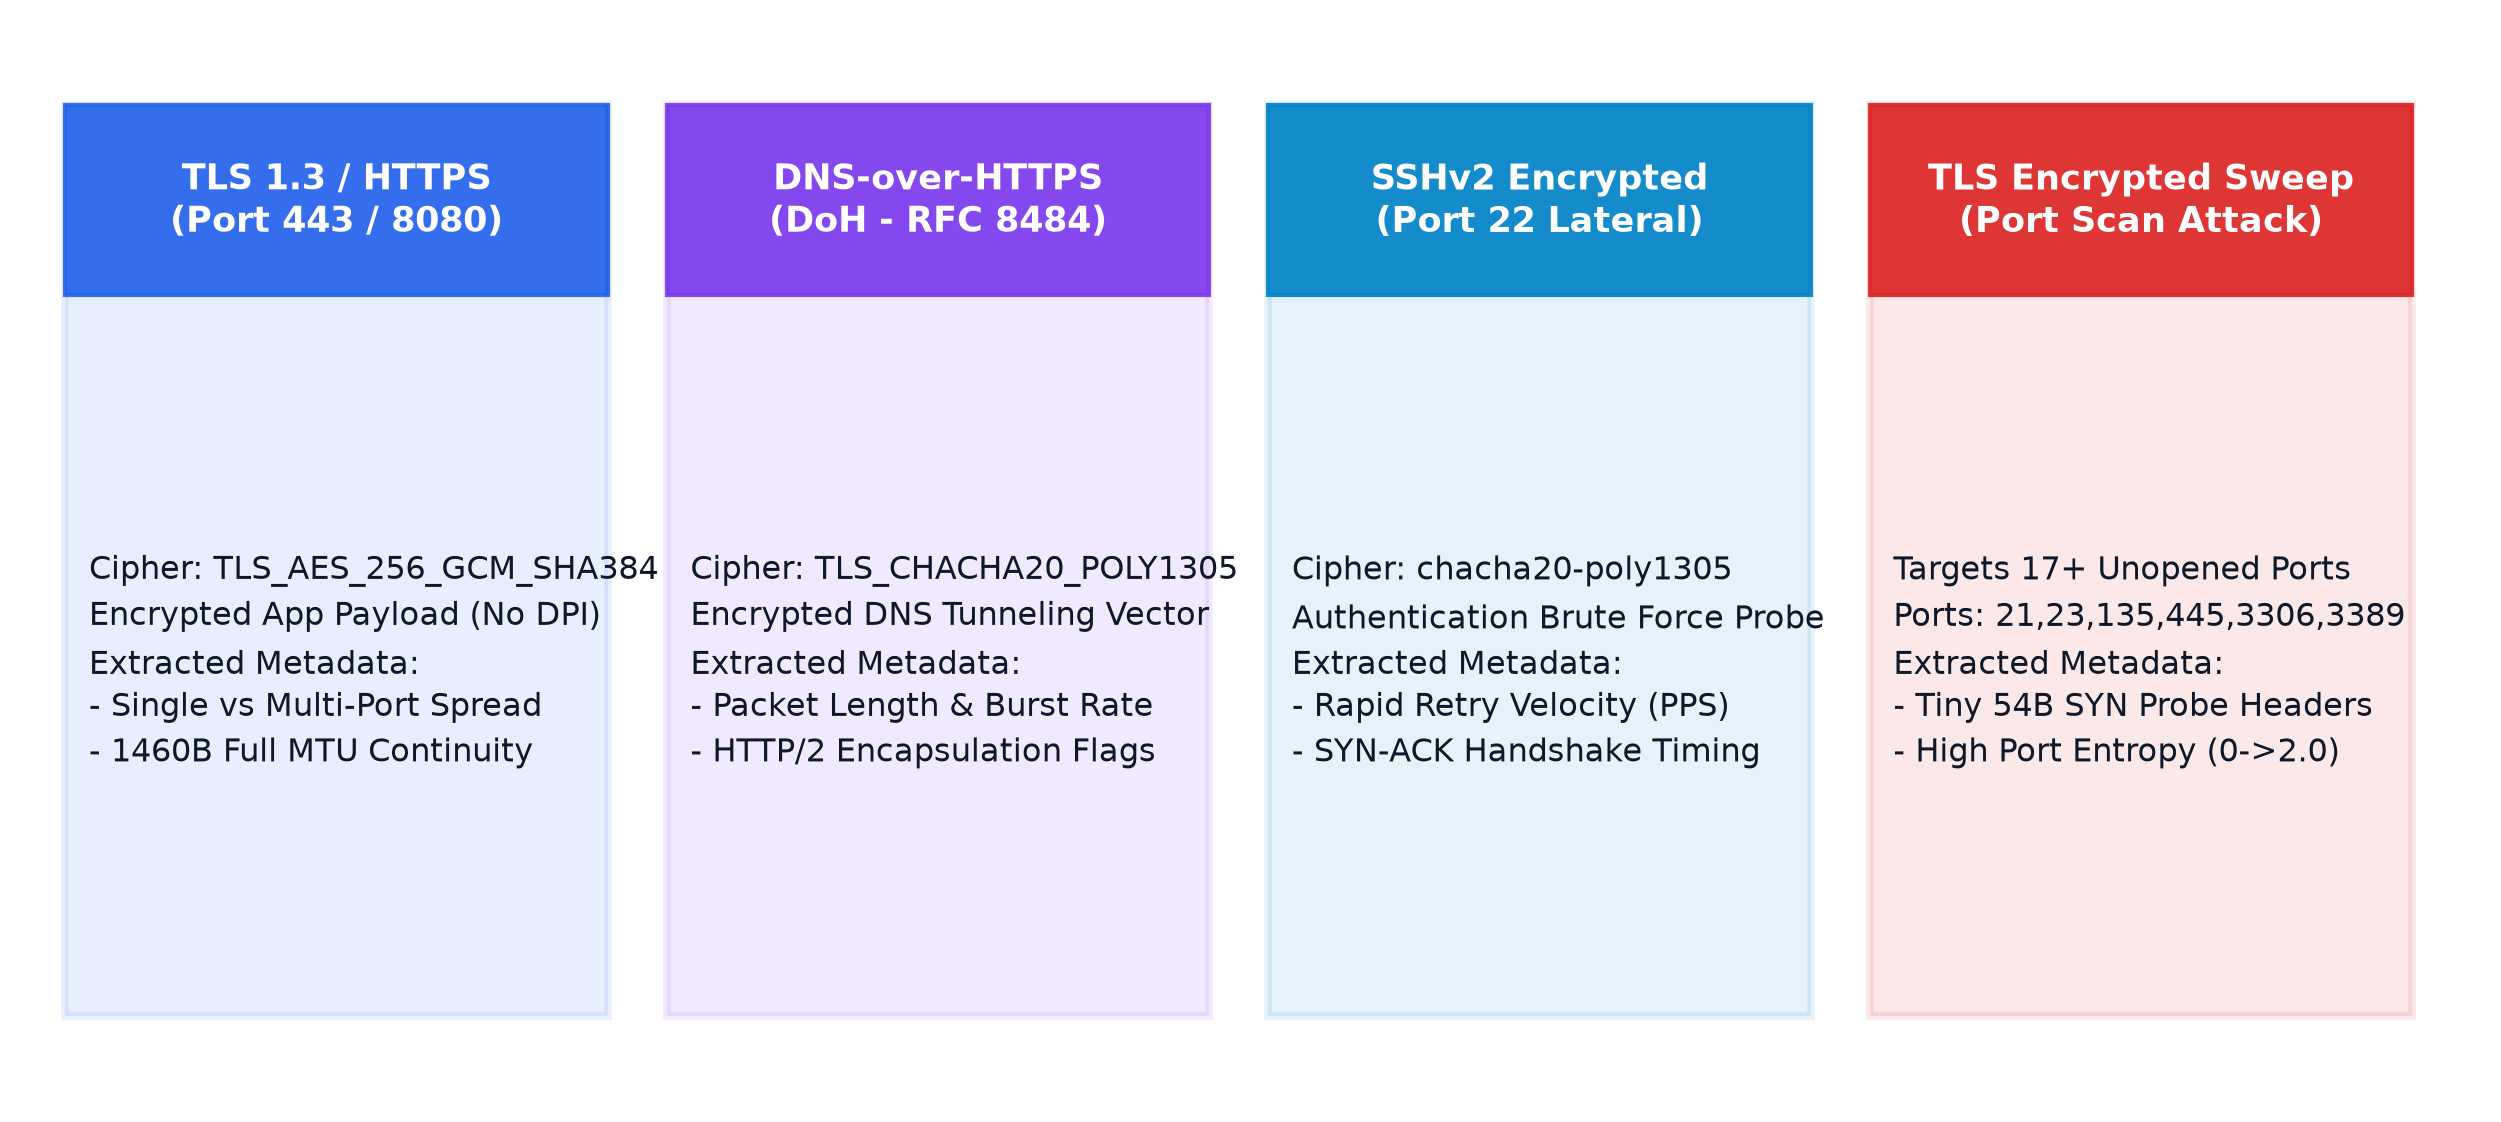 TLS 1.3 / HTTPS
(Port 443 / 8080)
Cipher: TLS_AES_256_GCM_SHA384
Encrypted App Payload (No DPI)
Extracted Metadata:
- Single vs Multi-Port Spread
- 1460B Full MTU Continuity
DNS-over-HTTPS
(DoH - RFC 8484)
Cipher: TLS_CHACHA20_POLY1305
Encrypted DNS Tunneling Vector
Extracted Metadata:
- Packet Length & Burst Rate
- HTTP/2 Encapsulation Flags
SSHv2 Encrypted
(Port 22 Lateral)
Cipher: chacha20-poly1305
Authentication Brute Force Probe
Extracted Metadata:
- Rapid Retry Velocity (PPS)
- SYN-ACK Handshake Timing
TLS Encrypted Sweep
(Port Scan Attack)
Targets 17+ Unopened Ports
Ports: 21,23,135,445,3306,3389
Extracted Metadata:
- Tiny 54B SYN Probe Headers
- High Port Entropy (0->2.0)